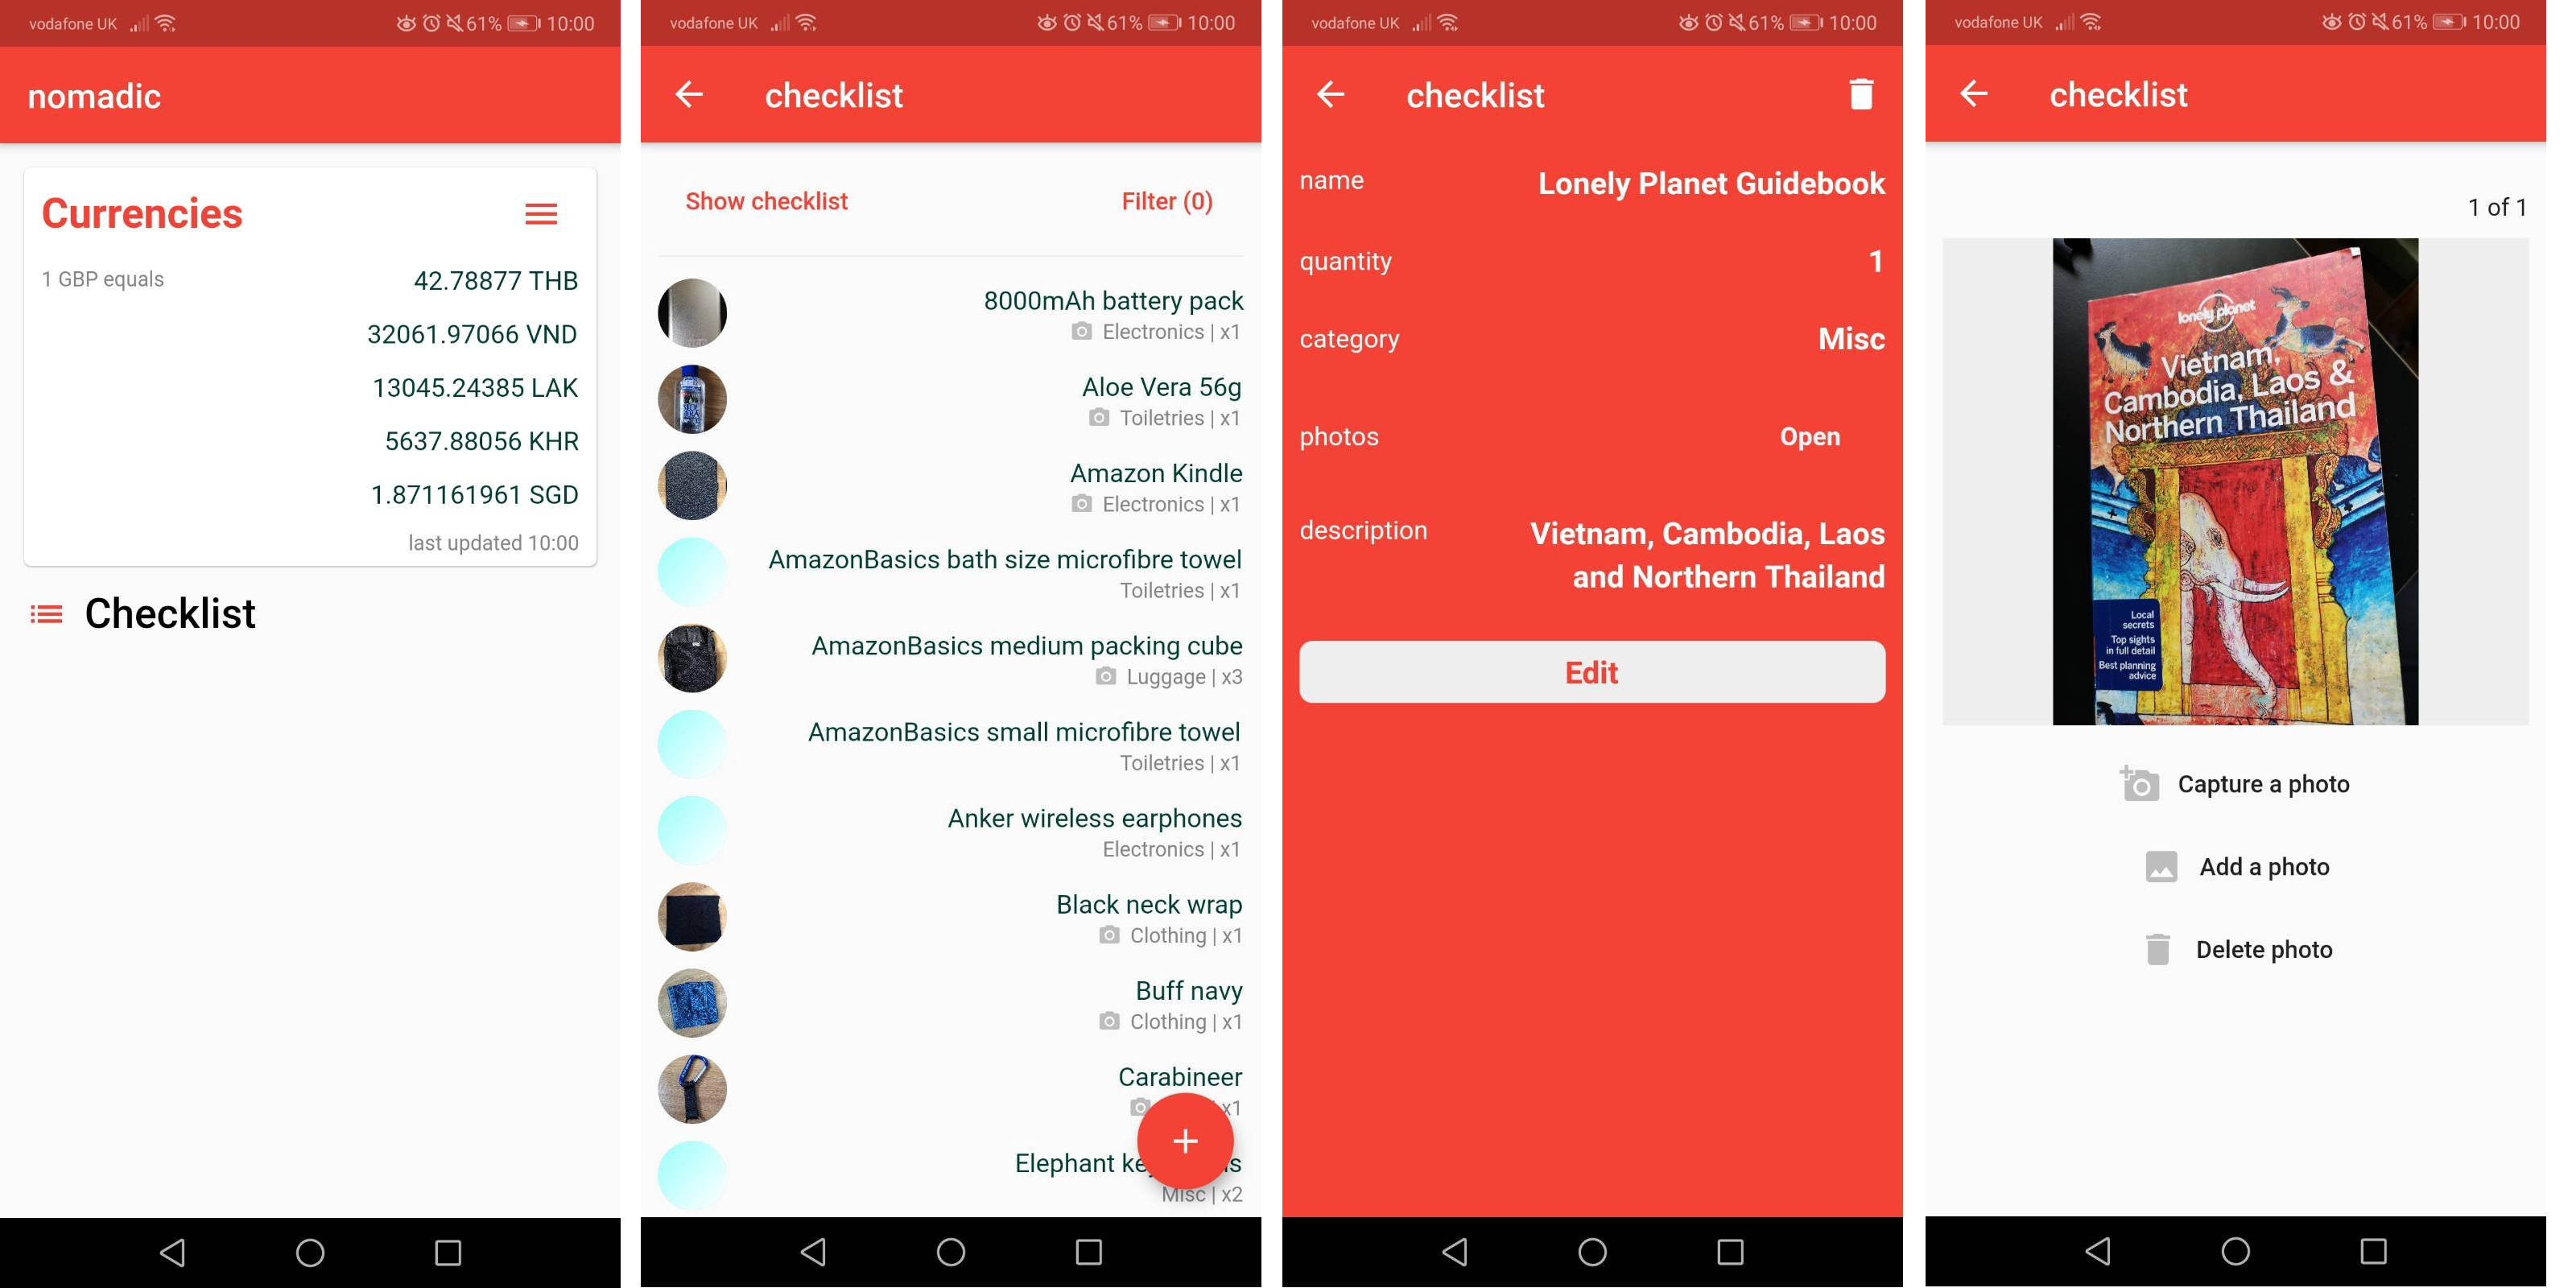 vodafone UK 61% 10:00
nomadic
Currencies
1 GBP equals 42.78877 THB
32061.97066 VND
13045.24385 LAK
5637.88056 KHR
1.871161961 SGD
last updated 10:00
Checklist
vodafone UK 61% 10:00
checklist
Show checklist Filter (0)
8000mAh battery pack
Electronics | x1
Aloe Vera 56g
Toiletries | x1
Amazon Kindle
Electronics | x1
AmazonBasics bath size microfibre towel
Toiletries | x1
AmazonBasics medium packing cube
Luggage | x3
AmazonBasics small microfibre towel
Toiletries | x1
Anker wireless earphones
Electronics | x1
Black neck wrap
Clothing | x1
Buff navy
Clothing | x1
Carabineer
x1
+
Elephant
Misc | x2
vodafone UK 61% 10:00
checklist
name Lonely Planet Guidebook
quantity 1
category Misc
photos Open
description Vietnam, Cambodia, Laos
and Northern Thailand
Edit
vodafone UK 61% 10:00
checklist
1 of 1
lonely planet
Vietnam,
Cambodia, Laos &
Northern Thailand
Local
secrets
Top sights
in full detail
Best planning
advice
Capture a photo
Add a photo
Delete photo